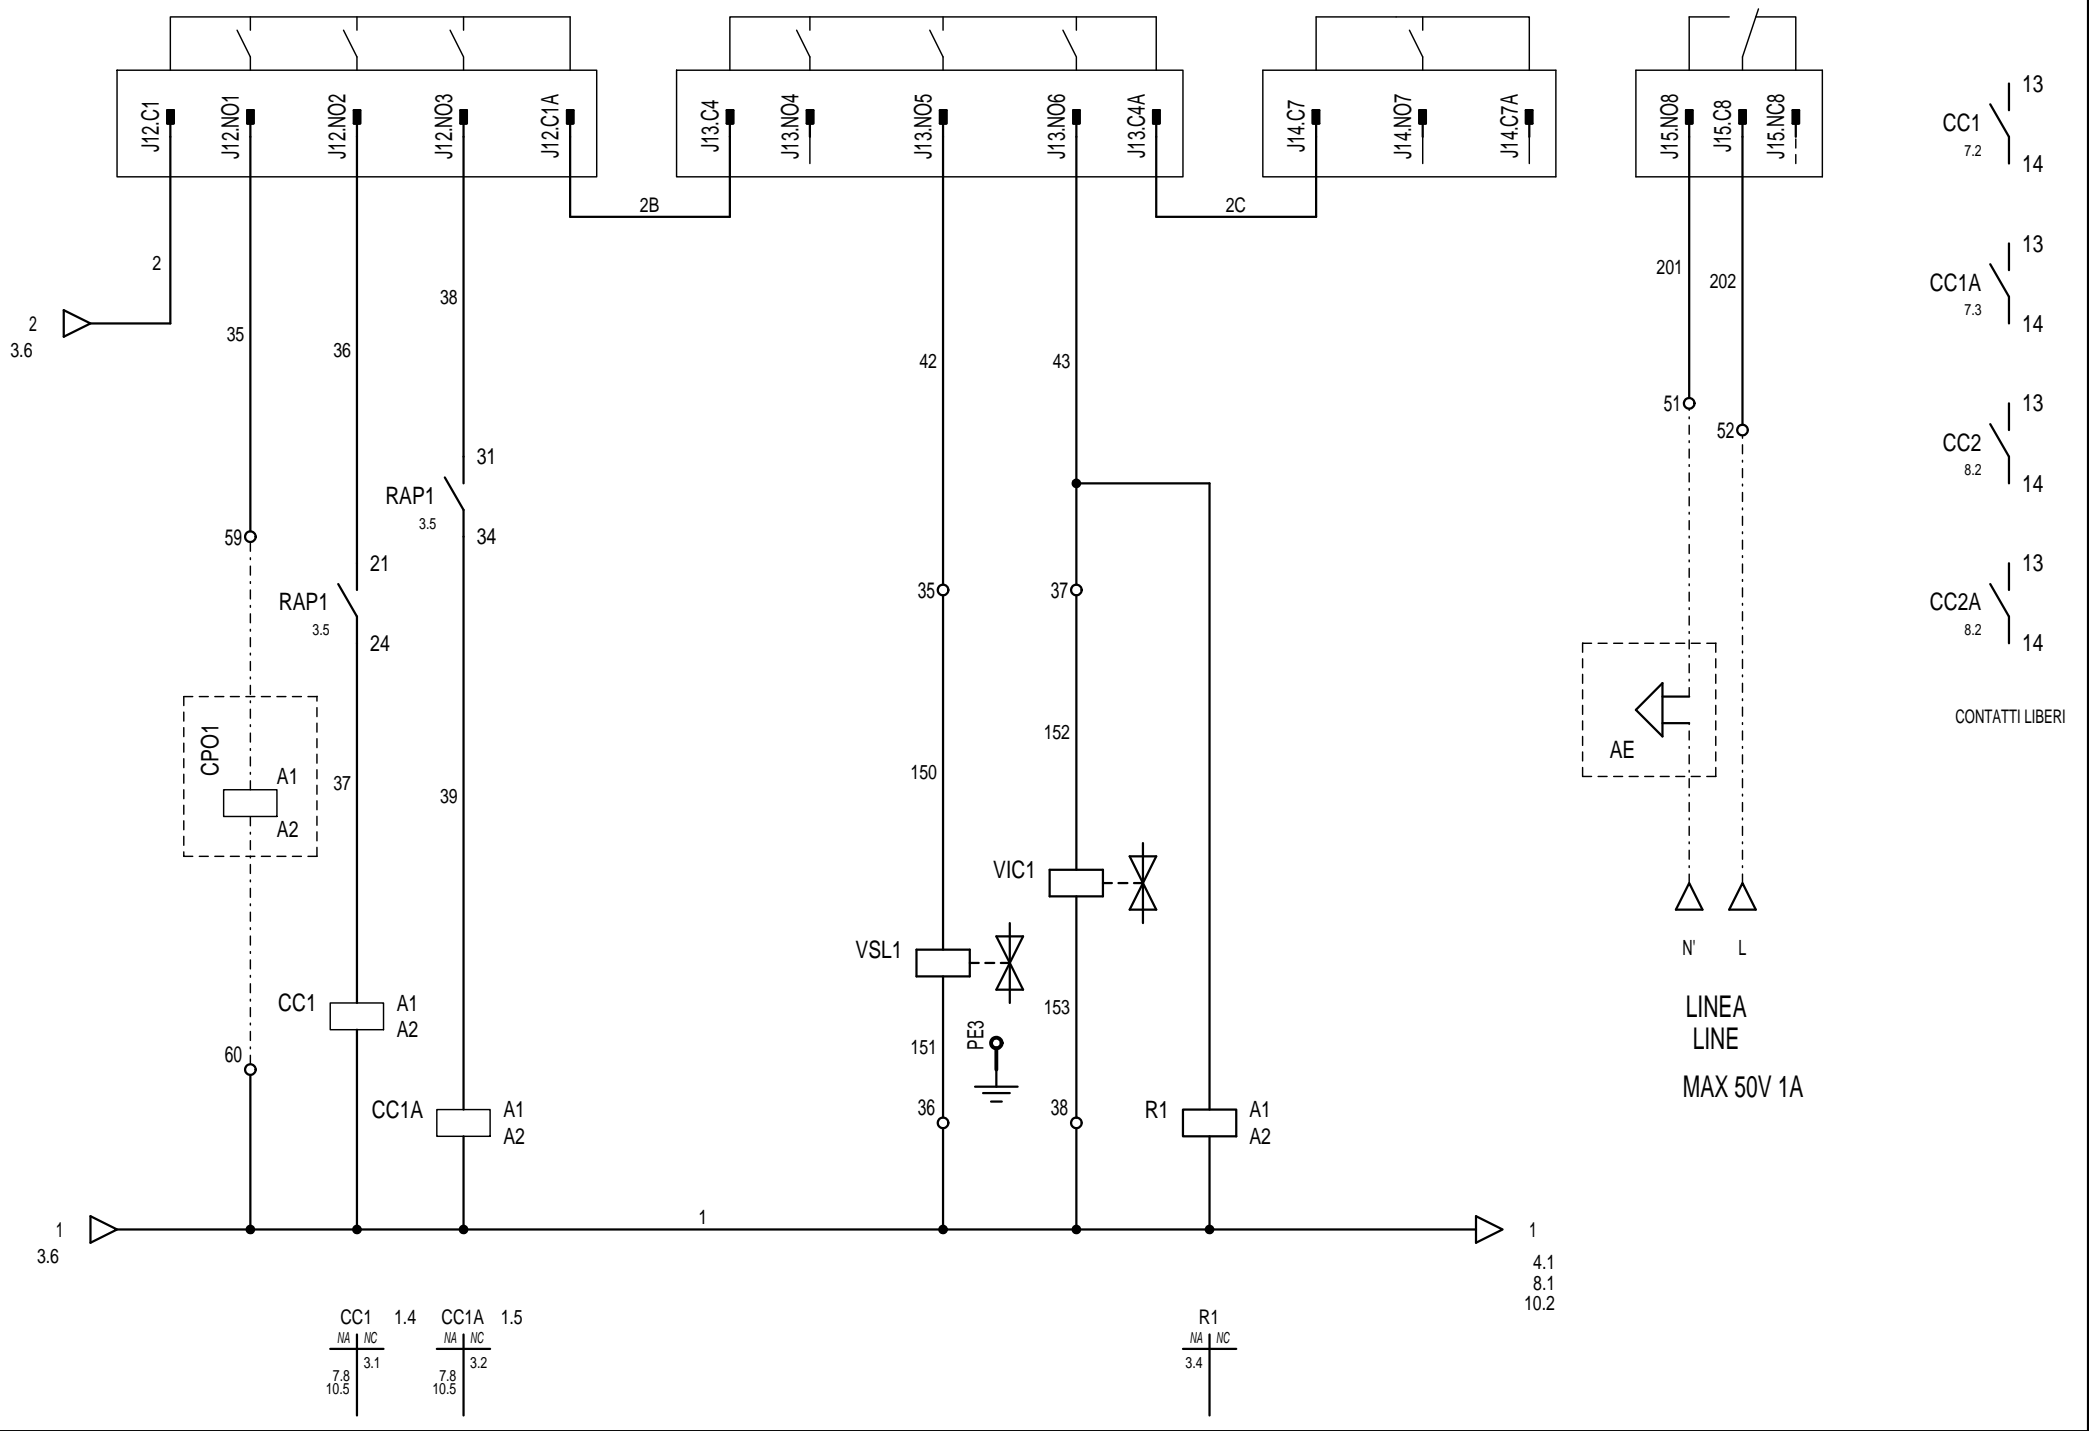 J12.C1
J12.NO1
J12.NO2
J12.NO3
J12.C1A
J13.C4
J13.NO4
J13.NO5
J13.NO6
J13.C4A
J14.C7
J14.NO7
J14.C7A
J15.NO8
J15.C8
J15.NC8
13
CC1
7.2
14
2B
2C
2
38
201
202
13
CC1A
7.3
14
2
3.6
35
36
42
43
51
52
13
CC2
8.2
14
31
RAP1
3.5
34
59
21
RAP1
3.5
24
35
37
13
CC2A
8.2
14
CPO1
A1
A2
37
39
150
152
AE
CONTATTI LIBERI
VIC1
VSL1
N'
L
CC1
A1
A2
153
151
PE3
LINEA
LINE
MAX 50V 1A
60
CC1A
A1
A2
36
38
R1
A1
A2
1
3.6
1
1
4.1
8.1
10.2
CC1 1.4
NA NC
3.1
7.8
10.5
CC1A 1.5
NA NC
3.2
7.8
10.5
R1
NA NC
3.4